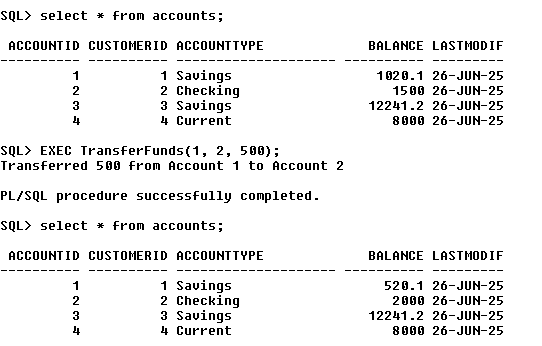 SQL> select * from accounts;
ACCOUNTID CUSTOMERID ACCOUNTTYPE BALANCE LASTMODIF
---------- ---------- -------------------- ---------- ---------
1 1 Savings 1020.1 26-JUN-25
2 2 Checking 1500 26-JUN-25
3 3 Savings 12241.2 26-JUN-25
4 4 Current 8000 26-JUN-25
SQL> EXEC TransferFunds(1, 2, 500);
Transferred 500 from Account 1 to Account 2
PL/SQL procedure successfully completed.
SQL> select * from accounts;
ACCOUNTID CUSTOMERID ACCOUNTTYPE BALANCE LASTMODIF
---------- ---------- -------------------- ---------- ---------
1 1 Savings 520.1 26-JUN-25
2 2 Checking 2000 26-JUN-25
3 3 Savings 12241.2 26-JUN-25
4 4 Current 8000 26-JUN-25